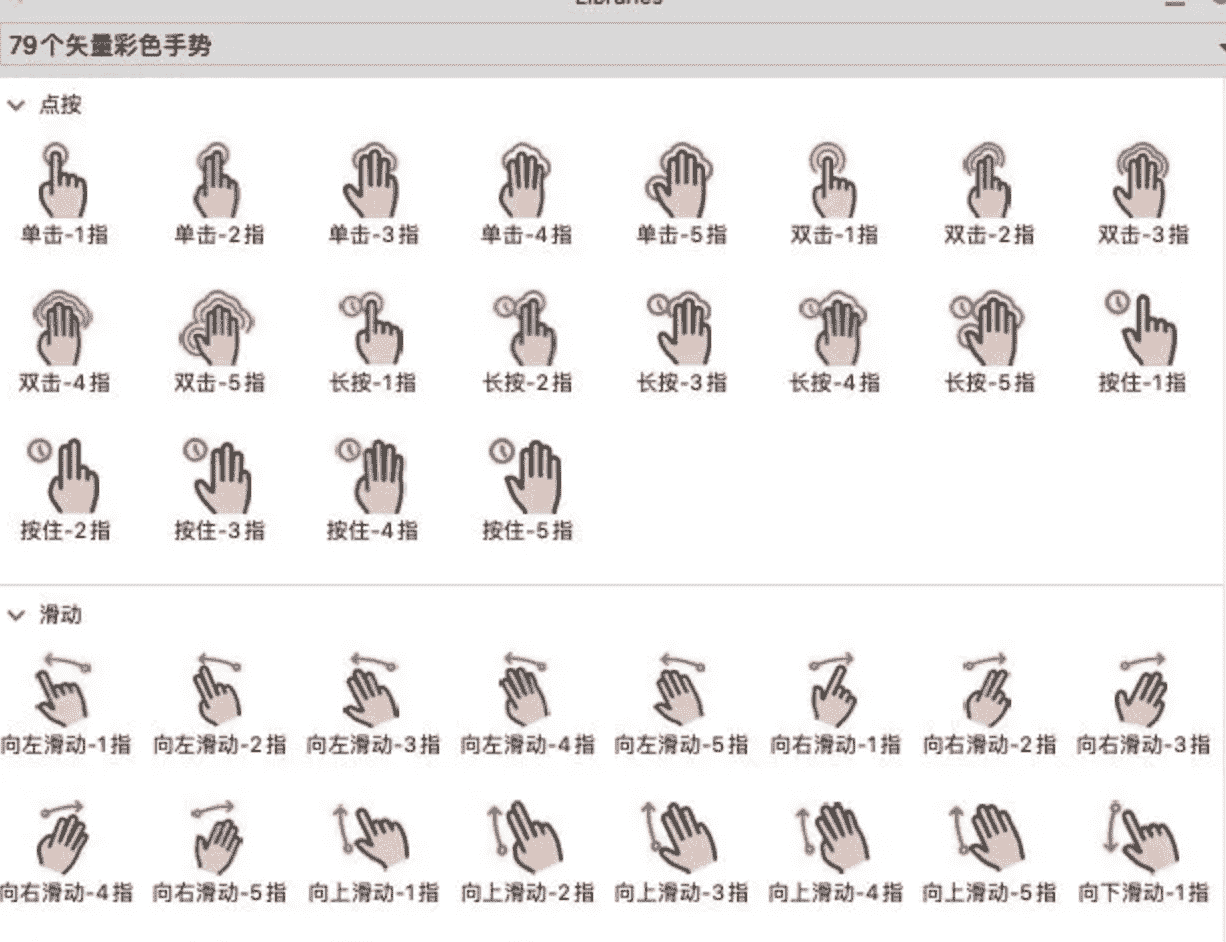 Libraries
79个矢量彩色手势
点按
单击-1指 单击-2指 单击-3指 单击-4指 单击-5指 双击-1指 双击-2指 双击-3指
双击-4指 双击-5指 长按-1指 长按-2指 长按-3指 长按-4指 长按-5指 按住-1指
按住-2指 按住-3指 按住-4指 按住-5指
滑动
向左滑动-1指 向左滑动-2指 向左滑动-3指 向左滑动-4指 向左滑动-5指 向右滑动-1指 向右滑动-2指 向右滑动-3指
向右滑动-4指 向右滑动-5指 向上滑动-1指 向上滑动-2指 向上滑动-3指 向上滑动-4指 向上滑动-5指 向下滑动-1指